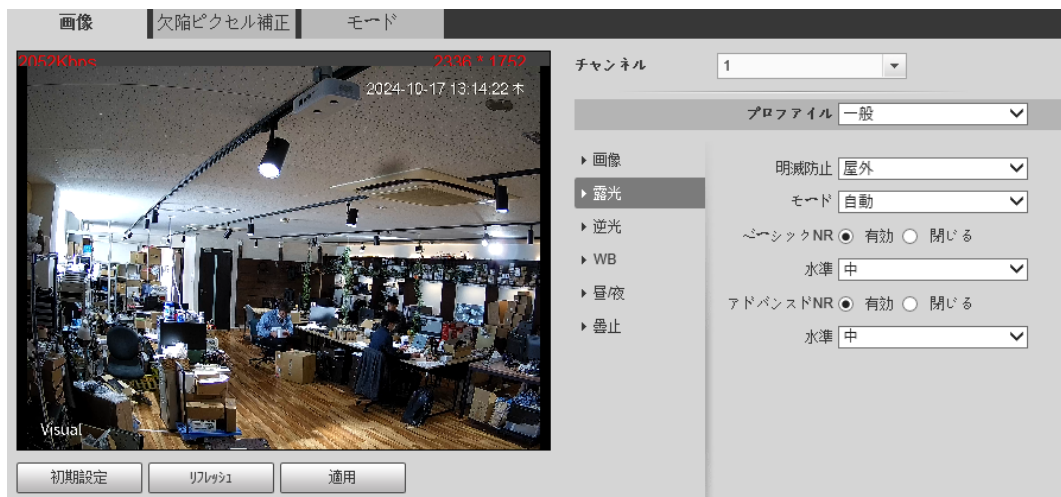 画像 欠陥ピクセル補正 モード
2052Kbps 2336 * 1752
2024-10-17 13:14:22 木
Visual
初期設定 リフレッシュ 適用
チャンネル 1
プロファイル 一般
画像
露光
逆光
WB
昼/夜
曇止
明滅防止 屋外
モード 自動
ベーシックNR 有効 閉じる
水準 中
アドバンスドNR 有効 閉じる
水準 中